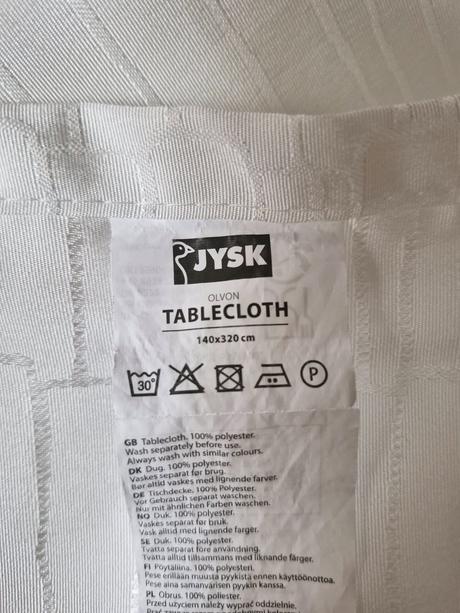 JYSK
OLVON
TABLECLOTH
140x320 cm
30°
P
GB Tablecloth. 100% polyester.
Wash separately before use.
Always wash with similar colours.
DK Dug. 100% polyester.
Vaskes separat før brug.
Bør altid vaskes med lignende farver.
DE Tischdecke. 100% Polyester.
Vor Gebrauch separat waschen.
Nur mit ähnlichen Farben waschen.
NO Duk. 100% polyester.
Vaskes separat før bruk.
Vask alltid med lignende farger.
SE Duk. 100% polyester.
Tvätta separat före användning.
Tvätta alltid tillsammans med liknande färger.
FI Pöytäliina. 100% polyesteri.
Pese erillään muusta pyykistä ennen käyttöönottoa.
Pese aina samanvärisen pyykin kanssa.
PL Obrus. 100% poliester.
Przed użyciem należy wyprać oddzielnie.